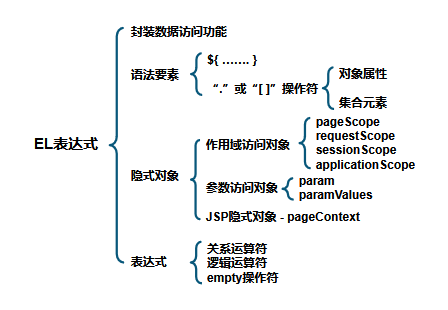 EL表达式
封装数据访问功能
语法要素
${ ……. }
“.” 或 “[ ]” 操作符
对象属性
集合元素
隐式对象
作用域访问对象
pageScope
requestScope
sessionScope
applicationScope
参数访问对象
param
paramValues
JSP隐式对象 - pageContext
表达式
关系运算符
逻辑运算符
empty操作符